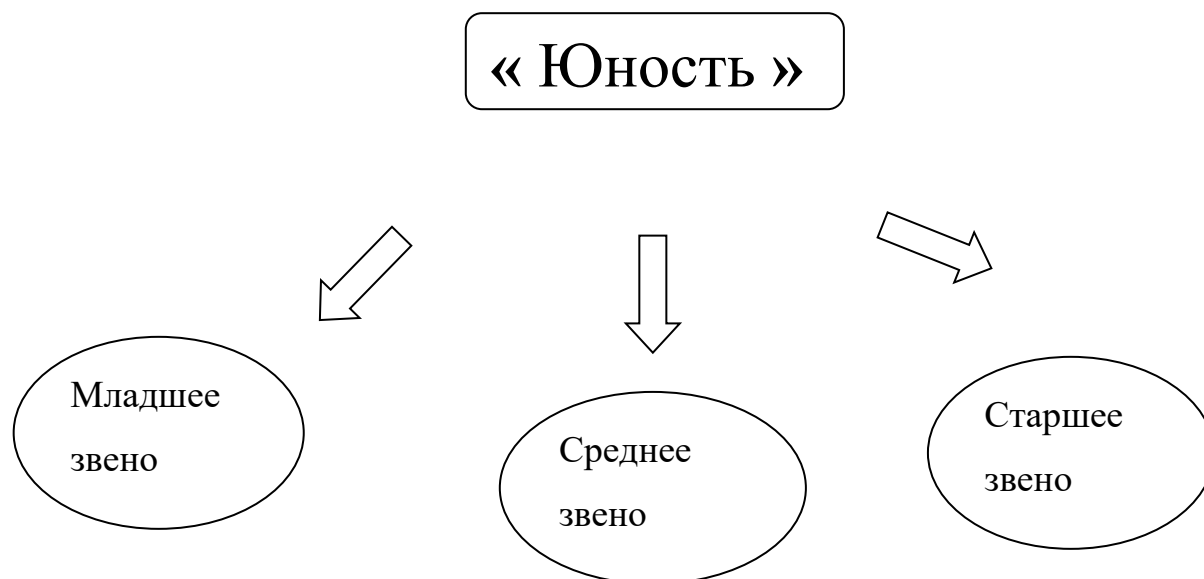 « Юность »
Младшее
звено
Среднее
звено
Старшее
звено